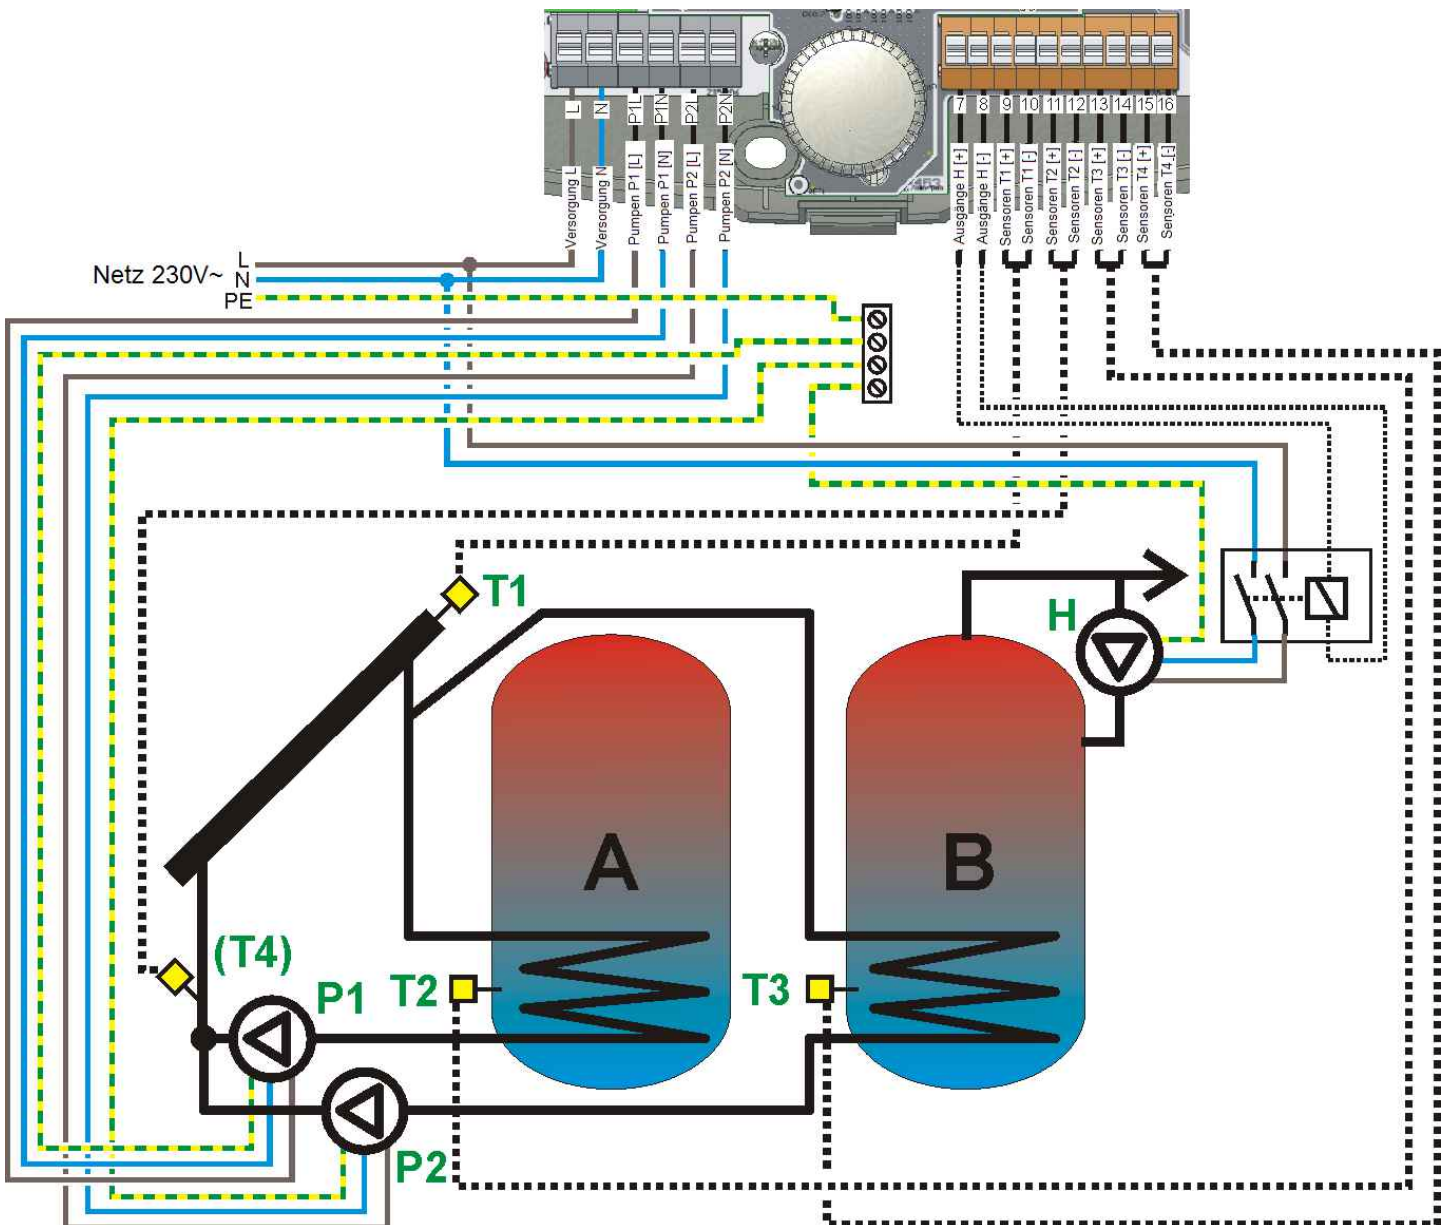 L
N
P1L
P1N
P2L
P2N
7
8
9
10
11
12
13
14
15
16
Versorgung L
Versorgung N
Pumpen P1 [L]
Pumpen P1 [N]
Pumpen P2 [L]
Pumpen P2 [N]
Ausgänge H [+]
Ausgänge H [-]
Sensoren T1 [+]
Sensoren T1 [-]
Sensoren T2 [+]
Sensoren T2 [-]
Sensoren T3 [+]
Sensoren T3 [-]
Sensoren T4 [+]
Sensoren T4 [-]
Netz 230V~
L
N
PE
T1
H
A
B
(T4)
P1
T2
T3
P2